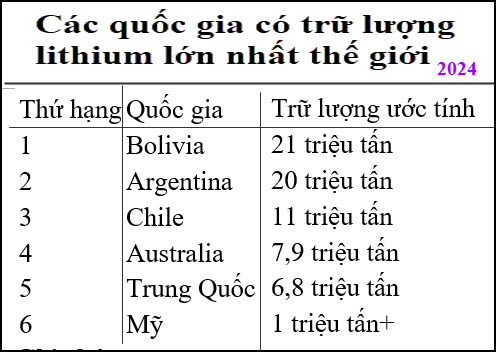 Các quốc gia có trữ lượng
lithium lớn nhất thế giới 2024
Thứ hạng Quốc gia Trữ lượng ước tính
1 Bolivia 21 triệu tấn
2 Argentina 20 triệu tấn
3 Chile 11 triệu tấn
4 Australia 7,9 triệu tấn
5 Trung Quốc 6,8 triệu tấn
6 Mỹ 1 triệu tấn+